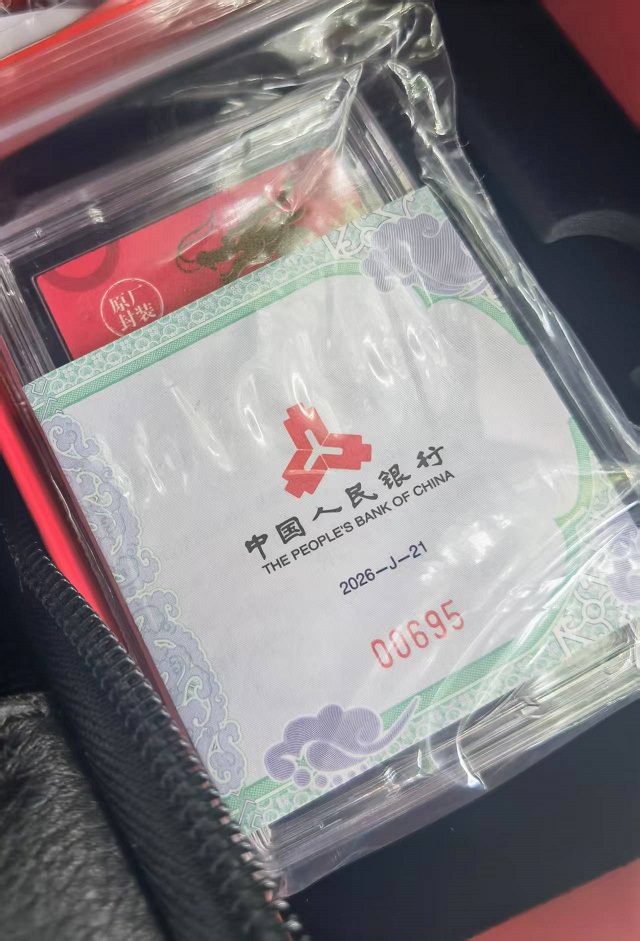 原厂
封装
中国人民银行
THE PEOPLE'S BANK OF CHINA
2026—J—21
00695